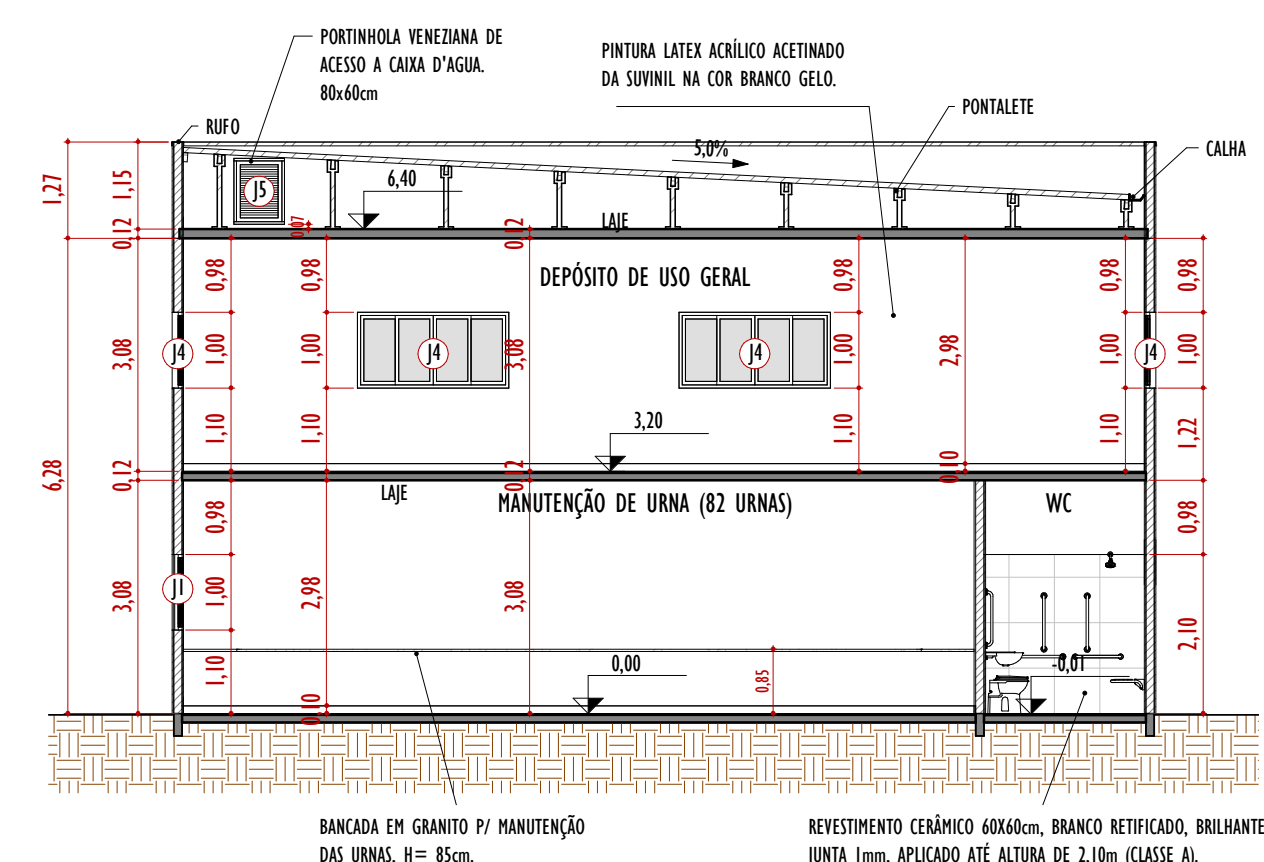 PORTINHOLA VENEZIANA DE
ACESSO A CAIXA D'AGUA.
80x60cm
PINTURA LATEX ACRÍLICO ACETINADO
DA SUVINIL NA COR BRANCO GELO.
PONTALETE
RUFO
CALHA
5,0%
1,27
1,15
J5
6,40
0,07
0,12
0,12
LAJE
DEPÓSITO DE USO GERAL
0,98
0,98
0,98
2,98
0,98
0,98
3,08
J4
1,00
1,00
J4
3,08
J4
1,00
1,00
J4
1,00
1,10
1,10
1,10
1,10
1,22
3,20
6,28
0,12
0,12
0,10
LAJE
MANUTENÇÃO DE URNA (82 URNAS)
WC
0,98
0,98
3,08
J1
1,00
2,98
3,08
2,10
1,10
0,00
0,85
-0,01
0,10
BANCADA EM GRANITO P/ MANUTENÇÃO
DAS URNAS. H= 85cm.
REVESTIMENTO CERÂMICO 60X60cm, BRANCO RETIFICADO, BRILHANTE
JUNTA 1mm, APLICADO ATÉ ALTURA DE 2,10m (CLASSE A).